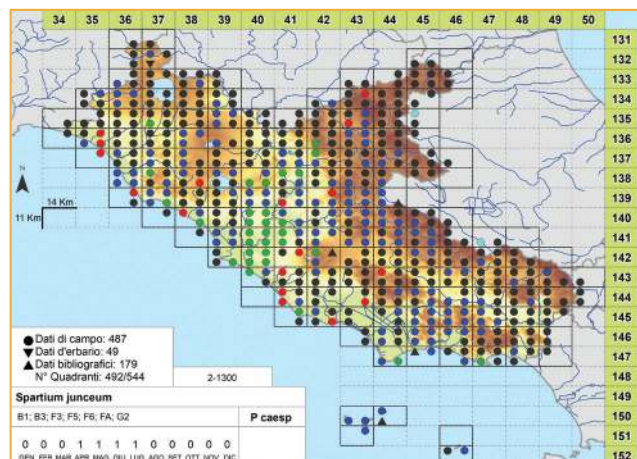 34 35 36 37 38 39 40 41 42 43 44 45 46 47 48 49 50
131
132
133
134
135
136
137
138
139
140
141
142
143
144
145
146
147
148
149
150
151
152
N
14 Km
11 Km
● Dati di campo: 487
▼ Dati d'erbario: 49
▲ Dati bibliografici: 179
N° Quadranti: 492/544
2-1300
Spartium junceum
B1; B3; F3; F5; F6; FA; G2
P caesp
0 0 0 1 1 1 1 0 0 0 0 0
GEN FEB MAR APR MAG GIU LUG AGO SET OTT NOV DIC